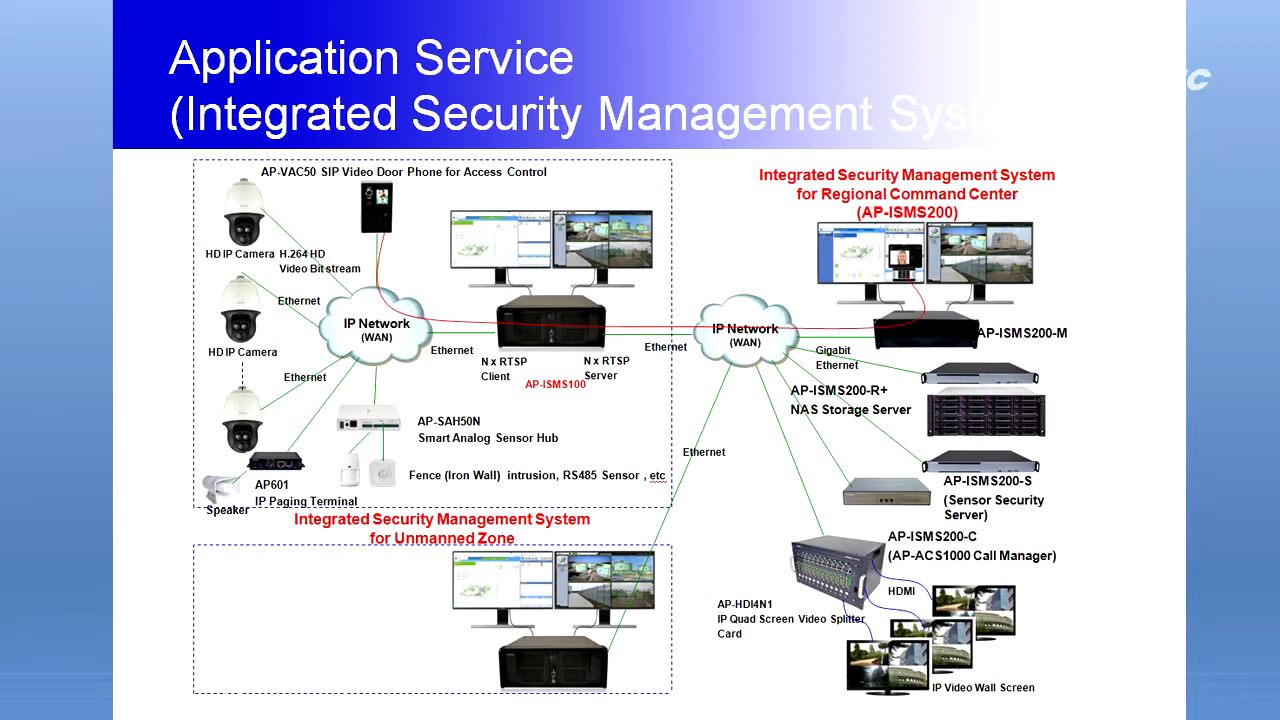 Application Service
(Integrated Security Management Syst
AP-VAC50 SIP Video Door Phone for Access Control
HD IP Camera
H.264 HD
Video Bit stream
Ethernet
HD IP Camera
IP Network
(WAN)
Ethernet
Ethernet
N x RTSP
Client
N x RTSP
Server
AP-ISMS100
AP-SAH50N
Smart Analog Sensor Hub
AP601
IP Paging Terminal
Speaker
Fence (Iron Wall) intrusion, RS485 Sensor , etc
Integrated Security Management System
for Unmanned Zone
Integrated Security Management System
for Regional Command Center
(AP-ISMS200)
IP Network
(WAN)
Ethernet
AP-ISMS200-M
Gigabit
Ethernet
AP-ISMS200-R+
NAS Storage Server
Ethernet
AP-ISMS200-S
(Sensor Security
Server)
AP-ISMS200-C
(AP-ACS1000 Call Manager)
HDMI
AP-HDI4N1
IP Quad Screen Video Splitter
Card
IP Video Wall Screen